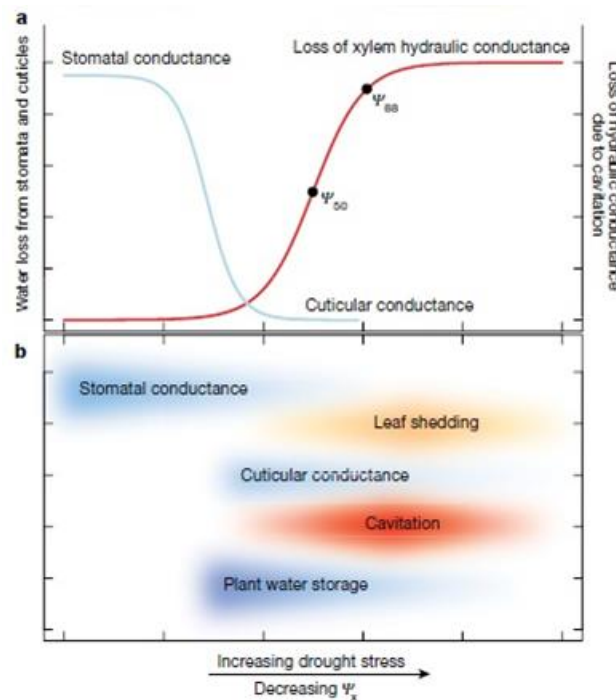 a
Stomatal conductance
Loss of xylem hydraulic conductance
Ψ88
Ψ50
Cuticular conductance
Water loss from stomata and cuticles
Loss of hydraulic conductance
due to cavitation
b
Stomatal conductance
Leaf shedding
Cuticular conductance
Cavitation
Plant water storage
Increasing drought stress
Decreasing Ψx